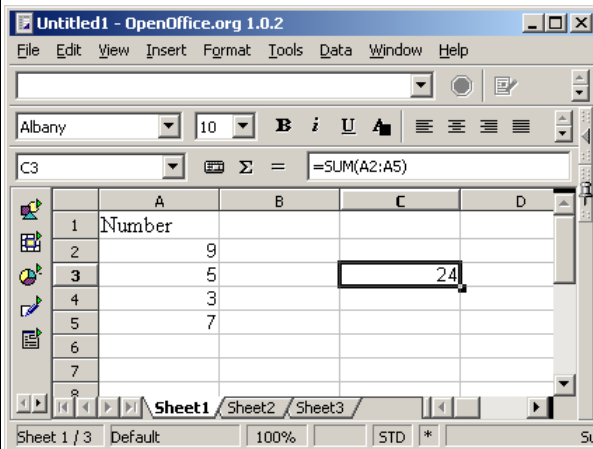 Untitled1 - OpenOffice.org 1.0.2
File Edit View Insert Format Tools Data Window Help
Albany 10 B i U A
C3 Σ = =SUM(A2:A5)
A B C D
1 Number
2 9
3 5 24
4 3
5 7
6
7
8
Sheet1 Sheet2 Sheet3
Sheet 1 / 3 Default 100% STD *